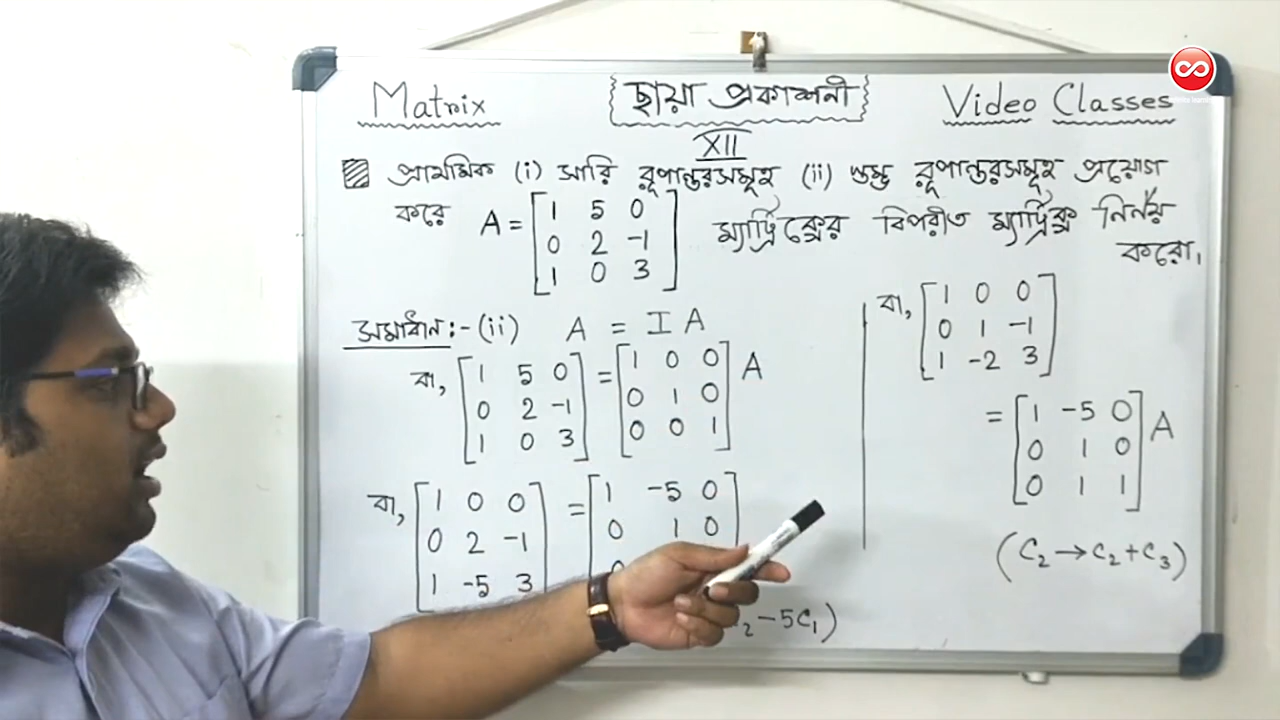 Matrix ছায়া প্রকাশনী Video Classes
XII
প্রাথমিক (i) সারি রূপান্তরসমূহ (ii) স্তম্ভ রূপান্তরসমূহ প্রয়োগ
করে A = [ 1 5 0 ম্যাট্রিক্সের বিপরীত ম্যাট্রিক্স নির্ণয়
0 2 -1
1 0 3 ] করো।
সমাধান :- (ii) A = I A
বা, [ 1 5 0 = [ 1 0 0
0 2 -1 0 1 0
1 0 3 ] 0 0 1 ] A
বা, [ 1 0 0 = [ 1 -5 0
0 2 -1 0 1 0
1 -5 3 ] 0
2 - 5C1)
বা, [ 1 0 0
0 1 -1
1 -2 3 ]
= [ 1 -5 0
0 1 0
0 1 1 ] A
(C2 → C2 + C3)